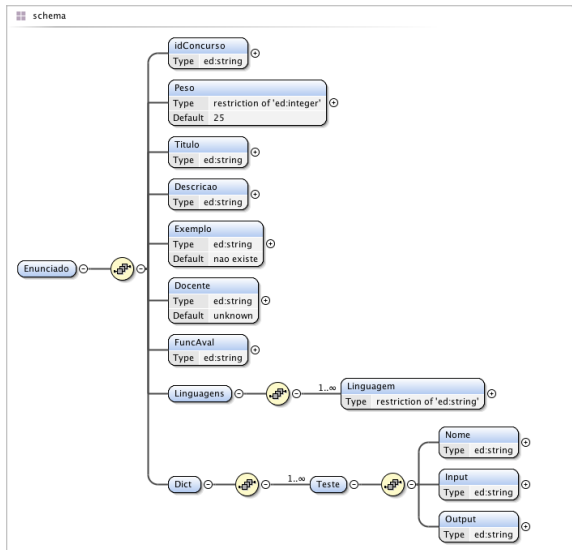 schema
idConcurso
Type ed:string
Peso
Type restriction of 'ed:integer'
Default 25
Titulo
Type ed:string
Descricao
Type ed:string
Exemplo
Type ed:string
Default nao existe
Enunciado
Docente
Type ed:string
Default unknown
FuncAval
Type ed:string
Linguagens
1..∞
Linguagem
Type restriction of 'ed:string'
Dict
1..∞
Teste
Nome
Type ed:string
Input
Type ed:string
Output
Type ed:string